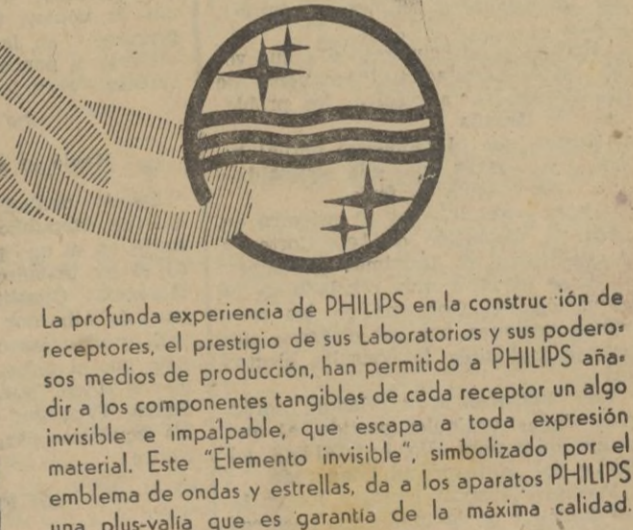 La profunda experiencia de PHILIPS en la construc ión de
receptores, el prestigio de sus Laboratorios y sus podero-
sos medios de producción, han permitido a PHILIPS aña-
dir a los componentes tangibles de cada receptor un algo
invisible e impalpable, que escapa a toda expresión
material. Este "Elemento invisible", simbolizado por el
emblema de ondas y estrellas, da a los aparatos PHILIPS
una plus-valía que es garantía de la máxima calidad.